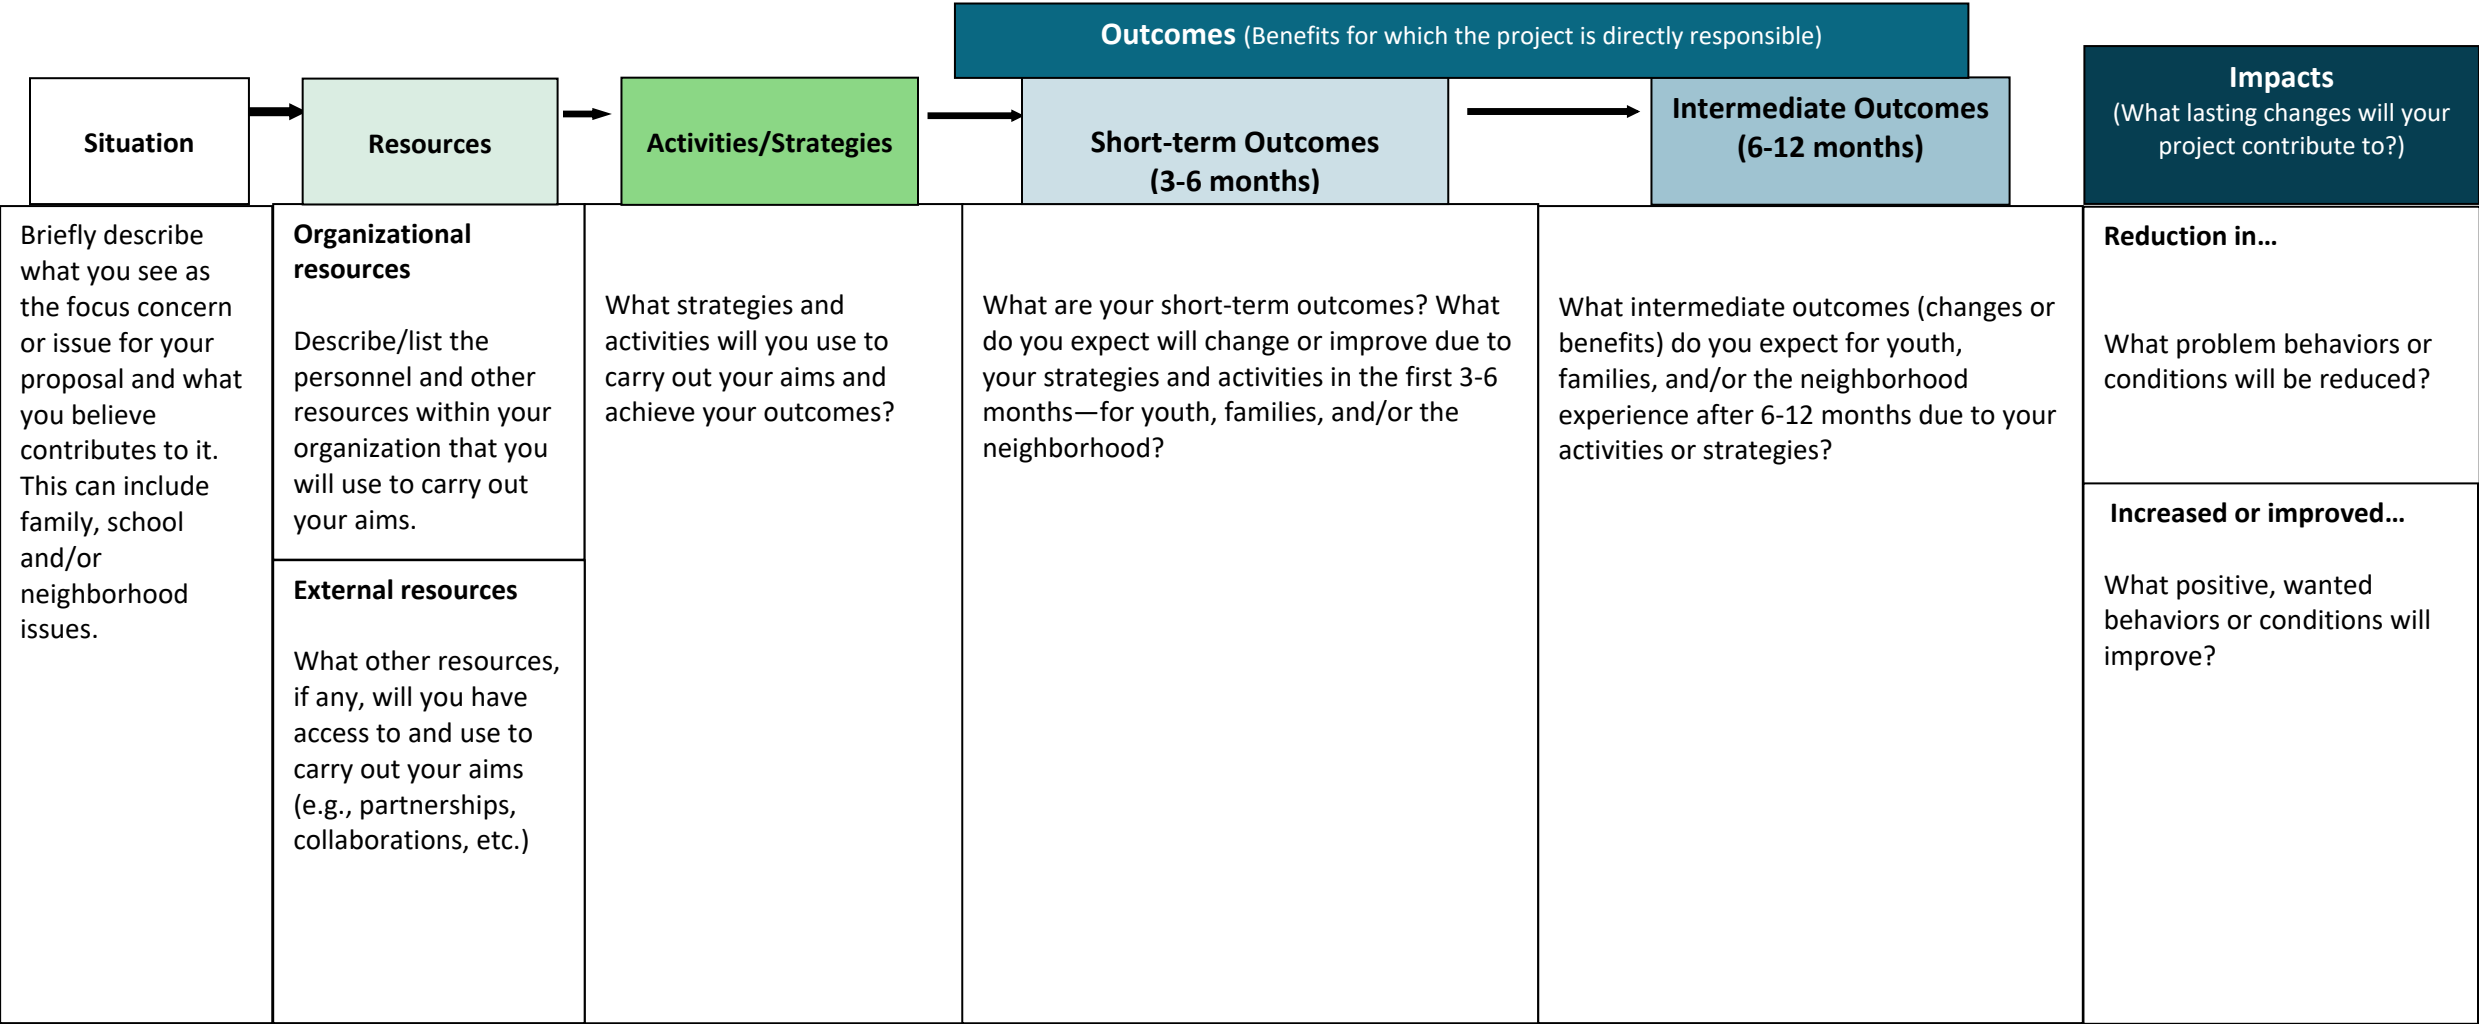 Outcomes (Benefits for which the project is directly responsible)
Situation
Resources
Activities/Strategies
Short-term Outcomes
(3-6 months)
Intermediate Outcomes
(6-12 months)
Impacts
(What lasting changes will your
project contribute to?)
Briefly describe
what you see as
the focus concern
or issue for your
proposal and what
you believe
contributes to it.
This can include
family, school
and/or
neighborhood
issues.
Organizational
resources
Describe/list the
personnel and other
resources within your
organization that you
will use to carry out
your aims.
External resources
What other resources,
if any, will you have
access to and use to
carry out your aims
(e.g., partnerships,
collaborations, etc.)
What strategies and
activities will you use to
carry out your aims and
achieve your outcomes?
What are your short-term outcomes? What
do you expect will change or improve due to
your strategies and activities in the first 3-6
months—for youth, families, and/or the
neighborhood?
What intermediate outcomes (changes or
benefits) do you expect for youth,
families, and/or the neighborhood
experience after 6-12 months due to your
activities or strategies?
Reduction in…
What problem behaviors or
conditions will be reduced?
Increased or improved…
What positive, wanted
behaviors or conditions will
improve?